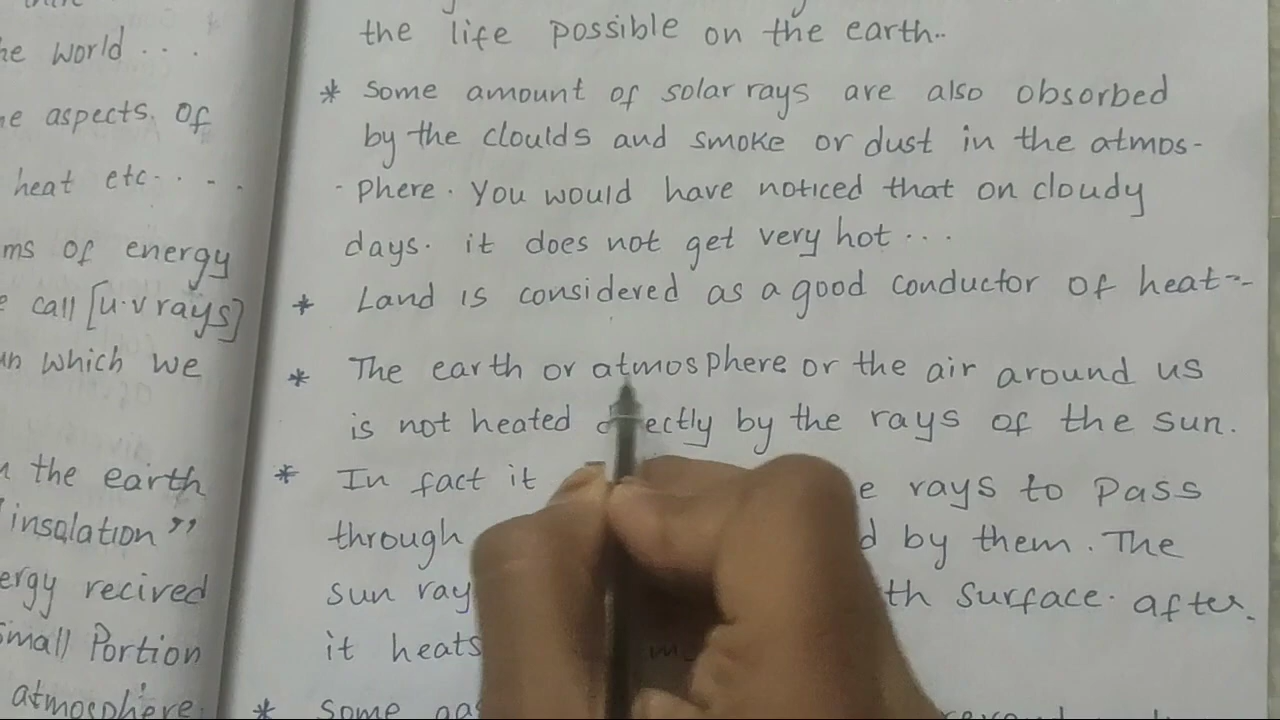 he world . . .
e aspects of
heat etc . . - .
ms of energy
call [u.v rays]
which we
the earth
insolation”
ergy recived
small Portion
atmosphere
the life possible on the earth..
* Some amount of solar rays are also obsorbed
by the cloulds and smoke or dust in the atmos-
- phere. You would have noticed that on cloudy
days. it does not get very hot ...
* Land is considered as a good conductor of heat--
* The earth or atmosphere or the air around us
is not heated by the rays of the sun.
* In fact it rays to pass
through by them. The
sun surface. after.
it heats
* some